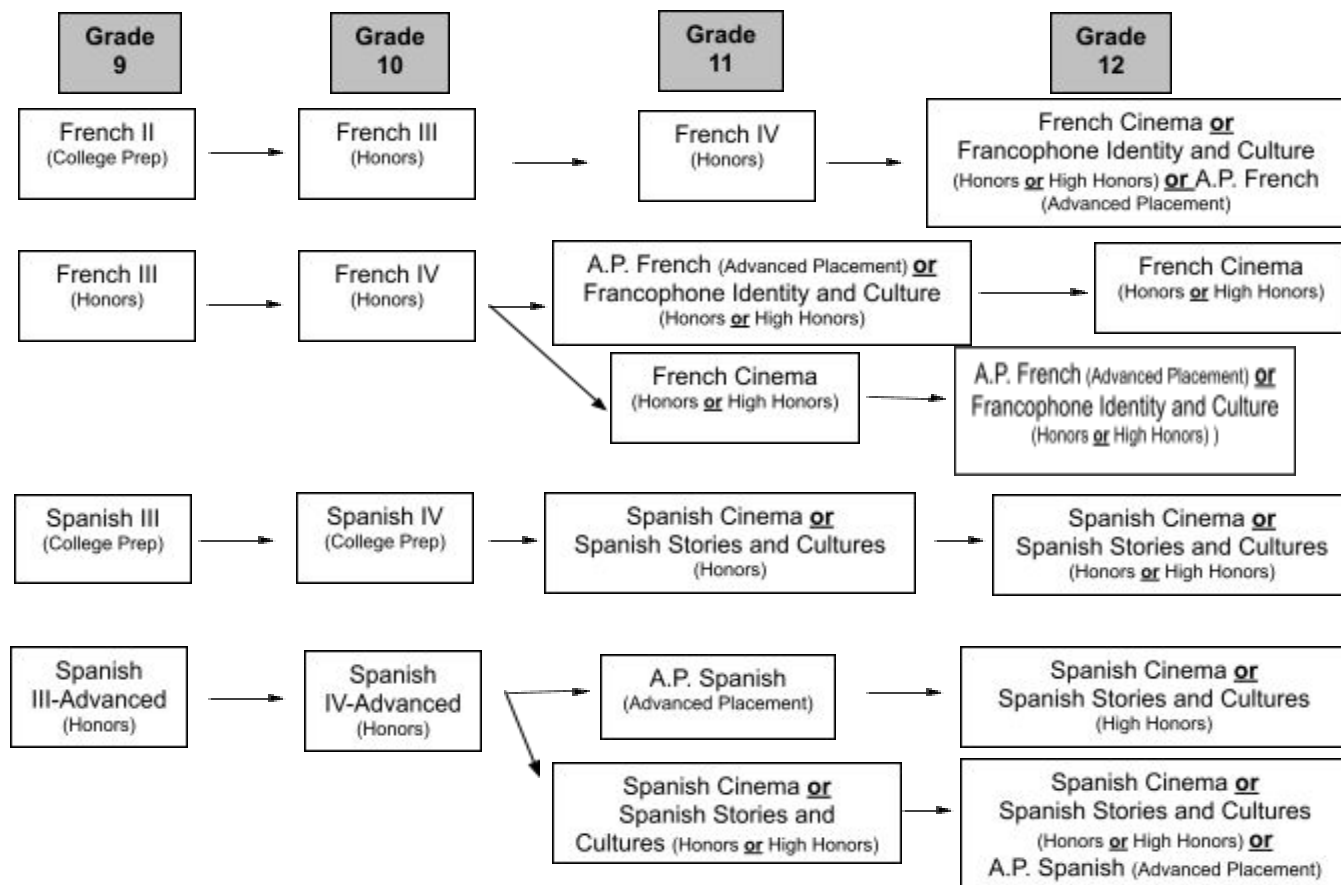 Grade
9
Grade
10
Grade
11
Grade
12
French II
(College Prep)
French III
(Honors)
French IV
(Honors)
French Cinema or
Francophone Identity and Culture
(Honors or High Honors) or A.P. French
(Advanced Placement)
French III
(Honors)
French IV
(Honors)
A.P. French (Advanced Placement) or
Francophone Identity and Culture
(Honors or High Honors)
French Cinema
(Honors or High Honors)
French Cinema
(Honors or High Honors)
A.P. French (Advanced Placement) or
Francophone Identity and Culture
(Honors or High Honors) )
Spanish III
(College Prep)
Spanish IV
(College Prep)
Spanish Cinema or
Spanish Stories and Cultures
(Honors)
Spanish Cinema or
Spanish Stories and Cultures
(Honors or High Honors)
Spanish
III-Advanced
(Honors)
Spanish
IV-Advanced
(Honors)
A.P. Spanish
(Advanced Placement)
Spanish Cinema or
Spanish Stories and Cultures
(High Honors)
Spanish Cinema or
Spanish Stories and
Cultures (Honors or High Honors)
Spanish Cinema or
Spanish Stories and Cultures
(Honors or High Honors) or
A.P. Spanish (Advanced Placement)